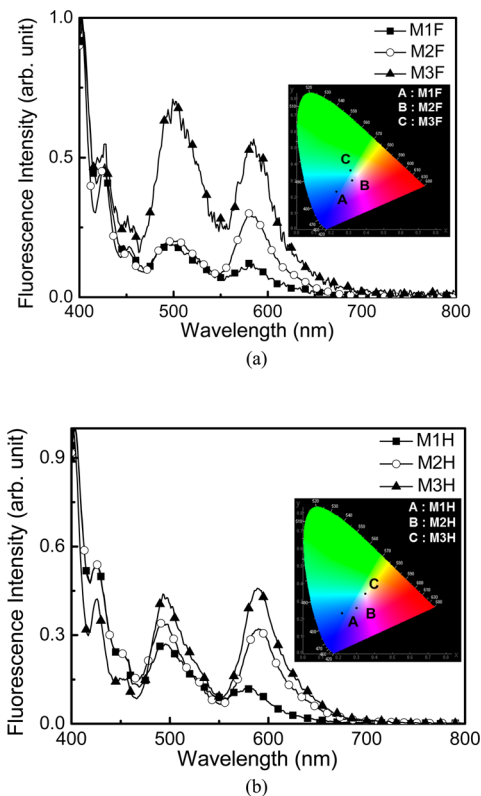 1.0
0.5
0.0
Fluorescence Intensity (arb. unit)
M1F
M2F
M3F
A : M1F
B : M2F
C : M3F
C
B
A
400 500 600 700 800
Wavelength (nm)
(a)
0.9
0.6
0.3
0.0
Fluorescence Intensity (arb. unit)
M1H
M2H
M3H
A : M1H
B : M2H
C : M3H
C
A B
400 500 600 700 800
Wavelength (nm)
(b)